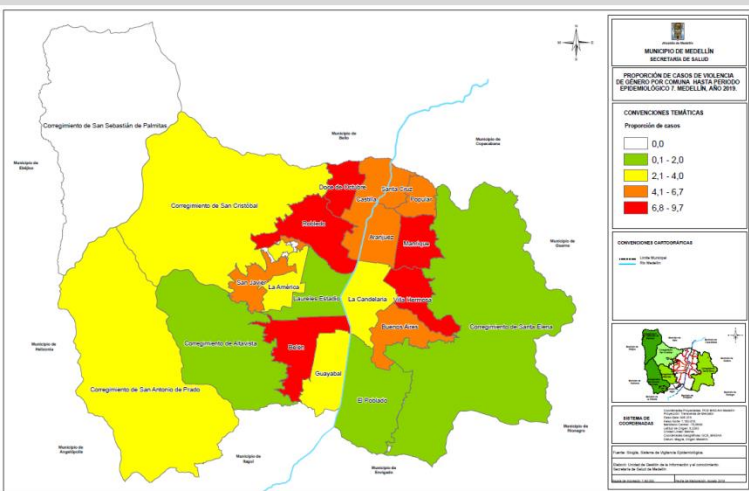 Alcaldía de Medellín
MUNICIPIO DE MEDELLÍN
SECRETARÍA DE SALUD
PROPORCIÓN DE CASOS DE VIOLENCIA
DE GÉNERO POR COMUNA HASTA PERIODO
EPIDEMIOLÓGICO 7. MEDELLÍN, AÑO 2019.
CONVENCIONES TEMÁTICAS
Proporción de casos
0,0
0,1 - 2,0
2,1 - 4,0
4,1 - 6,7
6,8 - 9,7
CONVENCIONES CARTOGRÁFICAS
Límite Municipal
Río Medellín
SISTEMA DE
COORDENADAS
Corregimiento de San Sebastián de Palmitas
Municipio de
Bello
Municipio de
Copacabana
Municipio de
Ebéjico
Corregimiento de San Cristóbal
Doce de Octubre
Santa Cruz
Castilla
Popular
Robledo
Aranjuez
Manrique
Municipio de
Guarne
San Javier
La América
Laureles Estadio
La Candelaria
Villa Hermosa
Buenos Aires
Corregimiento de Santa Elena
Municipio de
Heliconia
Corregimiento de Altavista
Belén
Guayabal
Corregimiento de San Antonio de Prado
El Poblado
Municipio de
Rionegro
Municipio de
Angelópolis
Municipio de
Itagüí
Municipio de
Envigado